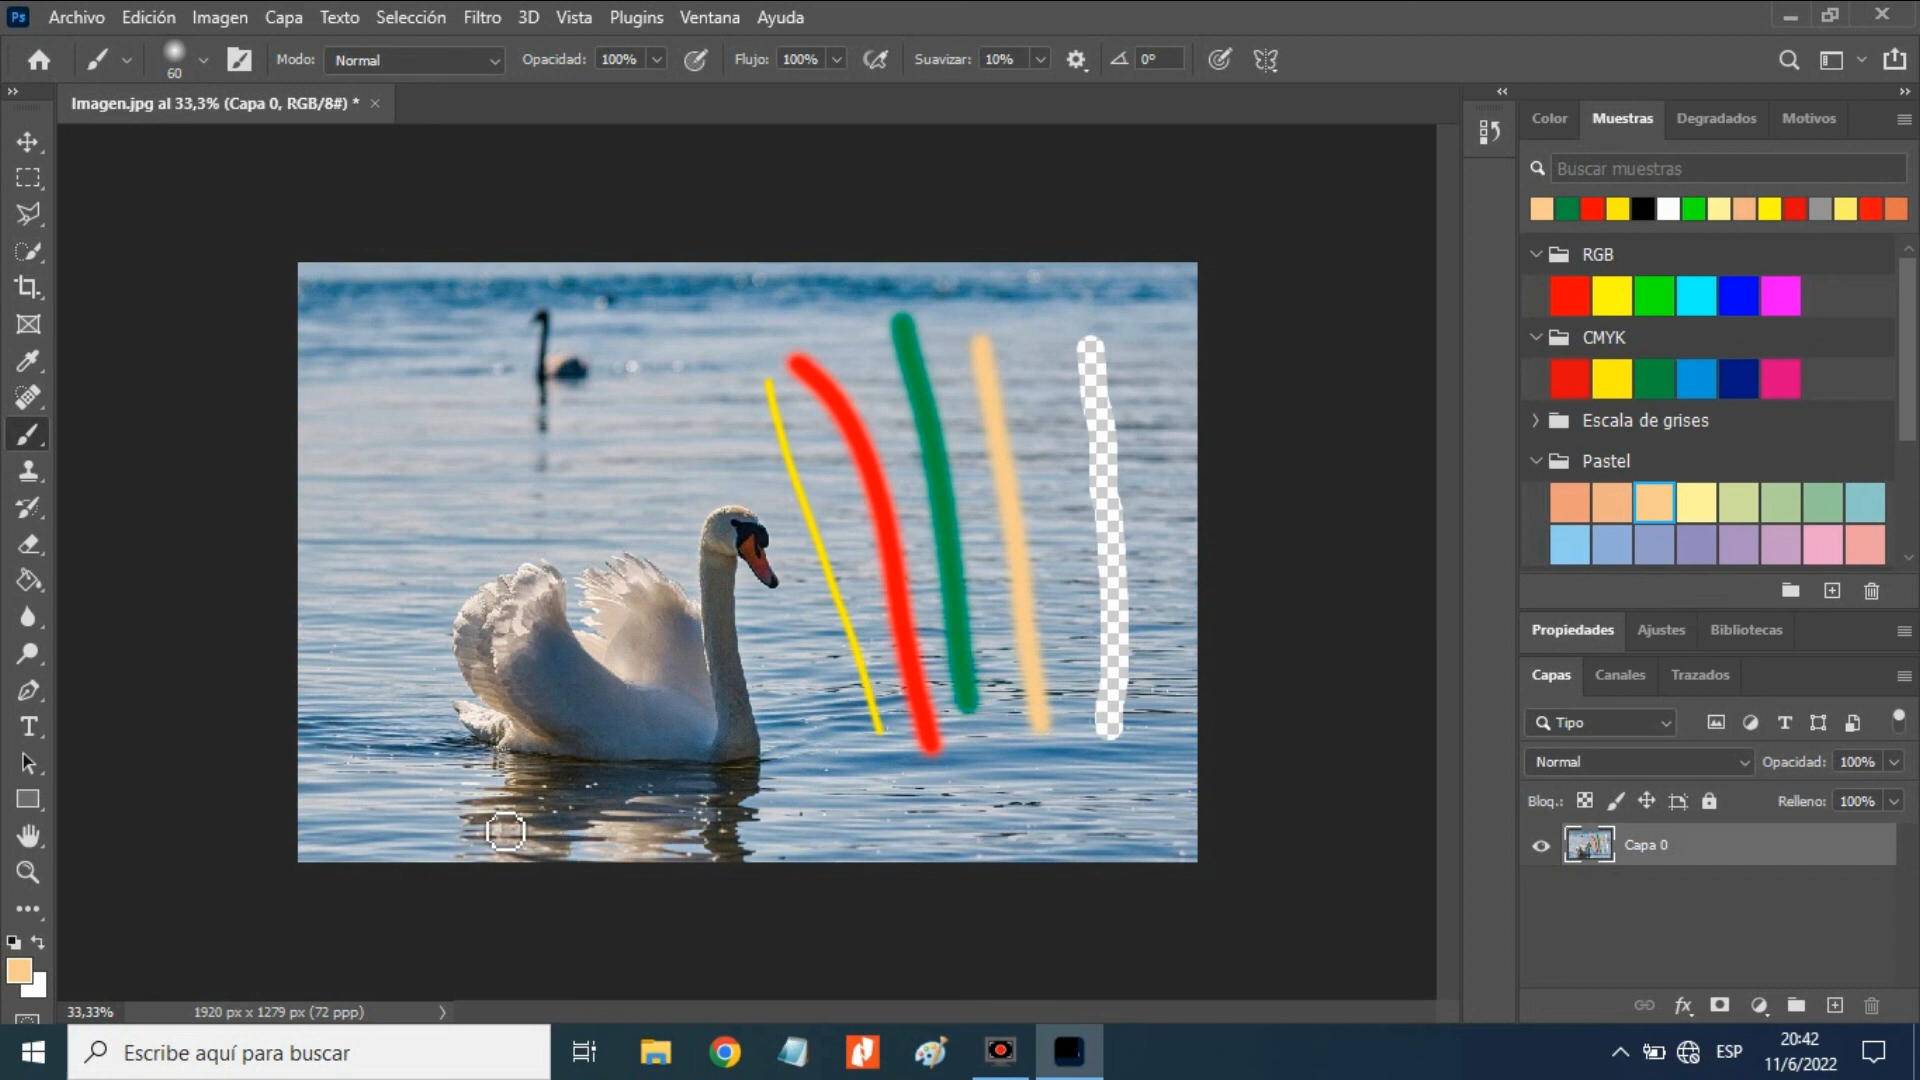 Ps Archivo Edición Imagen Capa Texto Selección Filtro 3D Vista Plugins Ventana Ayuda
60 Modo: Normal Opacidad: 100% Flujo: 100% Suavizar: 10% 0°
Imagen.jpg al 33,3% (Capa 0, RGB/8#) *
Color Muestras Degradados Motivos
Buscar muestras
RGB
CMYK
Escala de grises
Pastel
Propiedades Ajustes Bibliotecas
Capas Canales Trazados
Tipo
Normal Opacidad: 100%
Bloq.: Relleno: 100%
Capa 0
fx
33,33% 1920 px x 1279 px (72 ppp)
Escribe aquí para buscar
ESP
20:42
11/6/2022